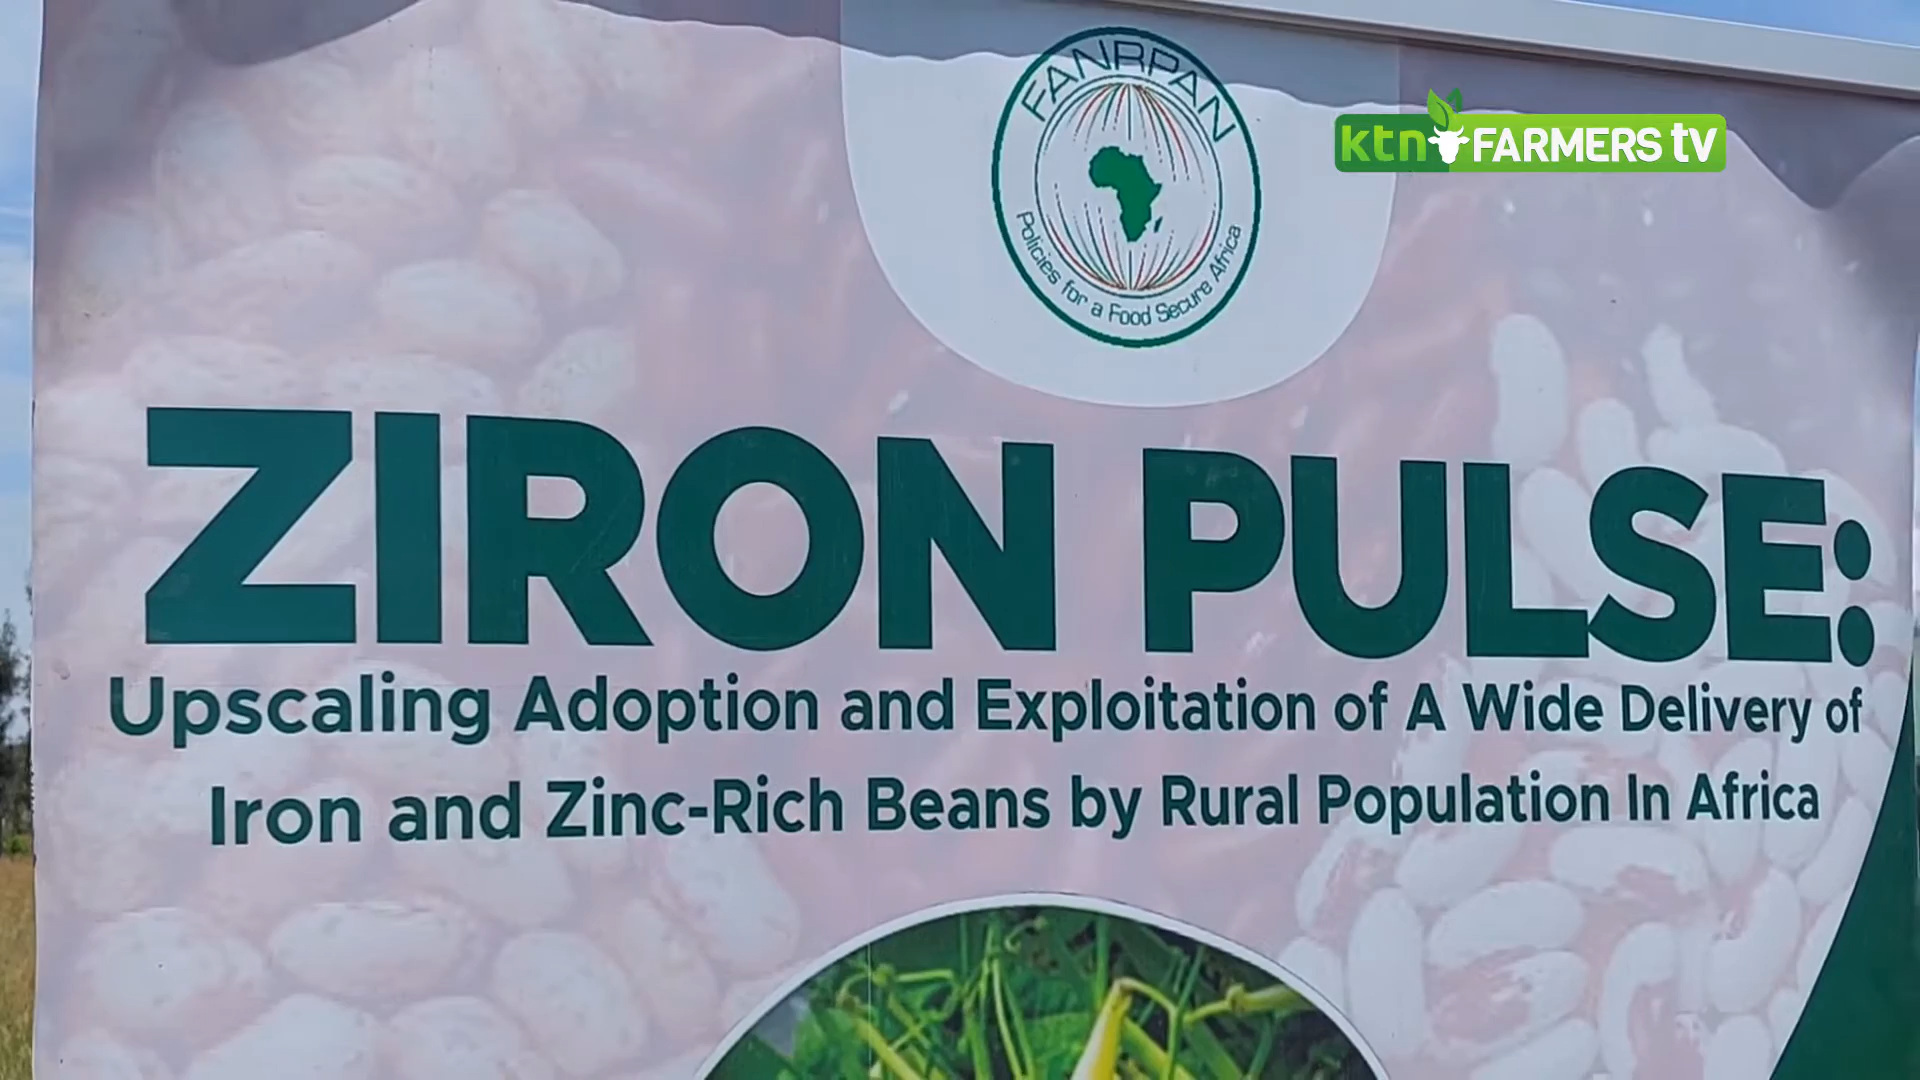 FANRPAN
Policies for a Food Secure Africa
ktn FARMERS tv
ZIRON PULSE:
Upscaling Adoption and Exploitation of A Wide Delivery of
Iron and Zinc-Rich Beans by Rural Population In Africa